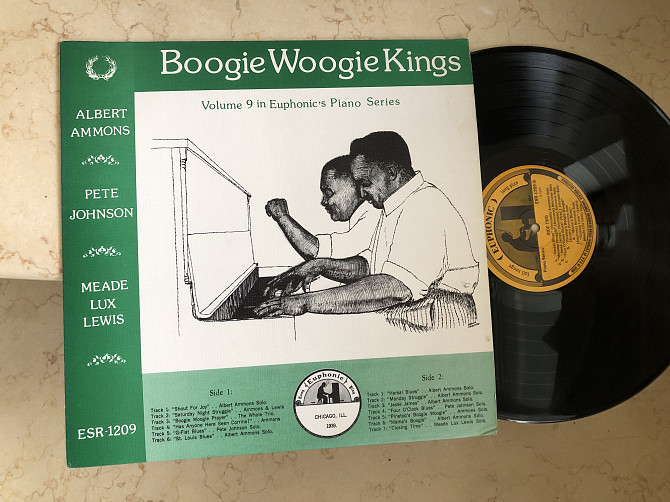 Boogie Woogie Kings
Volume 9 in Euphonic's Piano Series
ALBERT
AMMONS
PETE
JOHNSON
MEADE
LUX
LEWIS
ESR-1209
Side 1:
Track 1: "Shout For Joy" . . Albert Ammons Solo.
Track 2: "Saturday Night Struggle" . . Ammons & Lewis
Track 3: "Boogie Woogie Prayer" . . The Whole Trio.
Track 4: "Has Anyone Here Seen Corrine?" . . Ammons
Track 5: "G-Flat Blues" . . Pete Johnson Solo.
Track 6: "St. Louis Blues" . . Albert Ammons Solo.
Euphonic
CHICAGO, ILL.
1939.
Side 2:
Track 1: "Hersal Blues" . . Albert Ammons Solo.
Track 2: "Monday Struggle" . . Albert Ammons Solo.
Track 3: "Jesse James" . . Albert Ammons Solo.
Track 4: "Four O'Clock Blues" . . Pete Johnson Solo.
Track 5: "Pinetop's Boogie Woogie" . . Ammons Solo.
Track 6: "Mama's Boogie" . . Albert Ammons Solo.
Track 7: "Closing Time" . . Meade Lux Lewis Solo.
EUPHONIC
long play